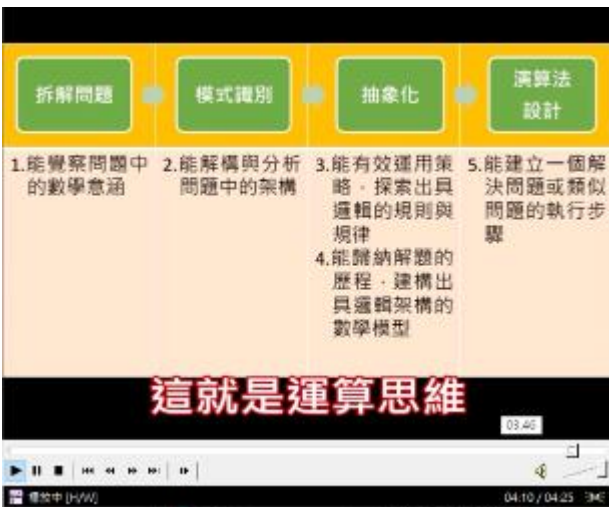 拆解問題
模式識別
抽象化
演算法
設計
1.能覺察問題中
的數學意涵
2.能解構與分析
問題中的架構
3.能有效運用策
略，探索出具
邏輯的規則與
規律
4.能歸納解題的
歷程，建構出
具邏輯架構的
數學模型
5.能建立一個解
決問題或類似
問題的執行步
驟
這就是運算思維
03:46
播放中 [H/W]
04:10 / 04:25